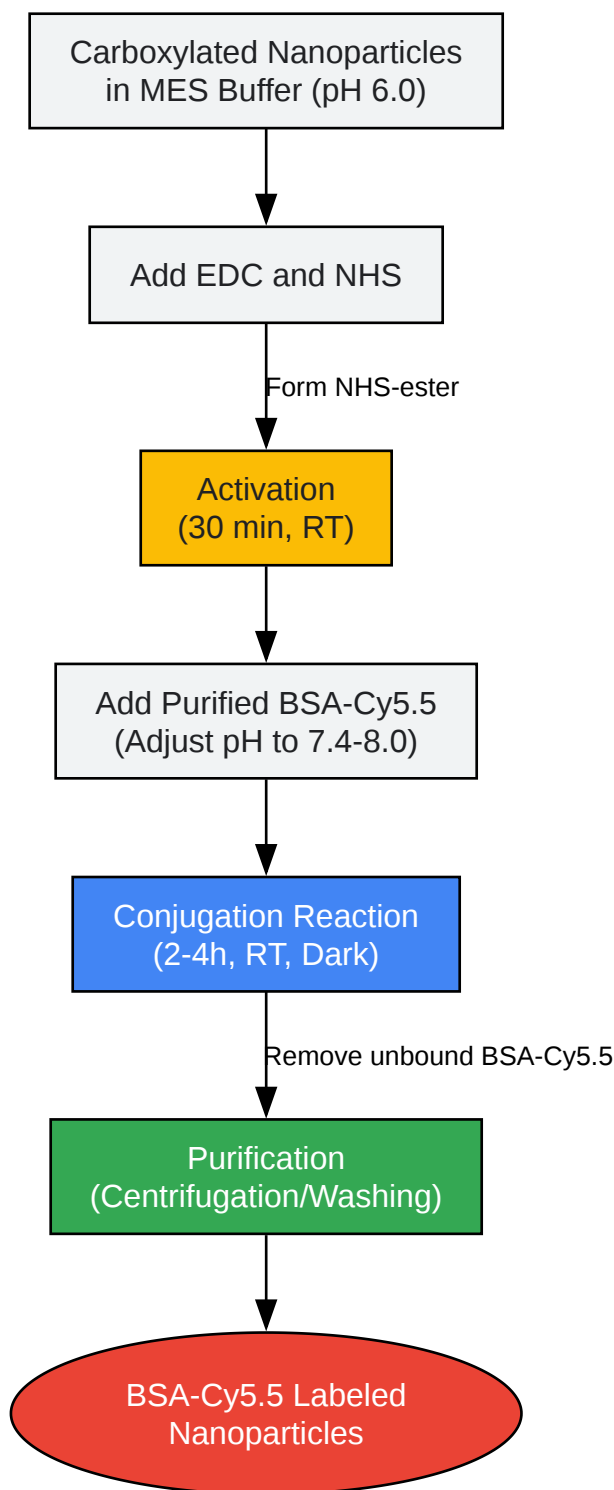 Carboxylated Nanoparticles
in MES Buffer (pH 6.0)
Add EDC and NHS
Form NHS-ester
Activation
(30 min, RT)
Add Purified BSA-Cy5.5
(Adjust pH to 7.4-8.0)
Conjugation Reaction
(2-4h, RT, Dark)
Remove unbound BSA-Cy5.5
Purification
(Centrifugation/Washing)
BSA-Cy5.5 Labeled
Nanoparticles